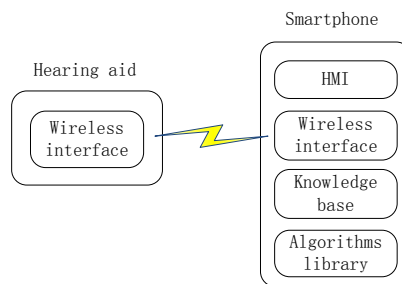 Smartphone
Hearing aid
HMI
Wireless
interface
Wireless
interface
Knowledge
base
Algorithms
library